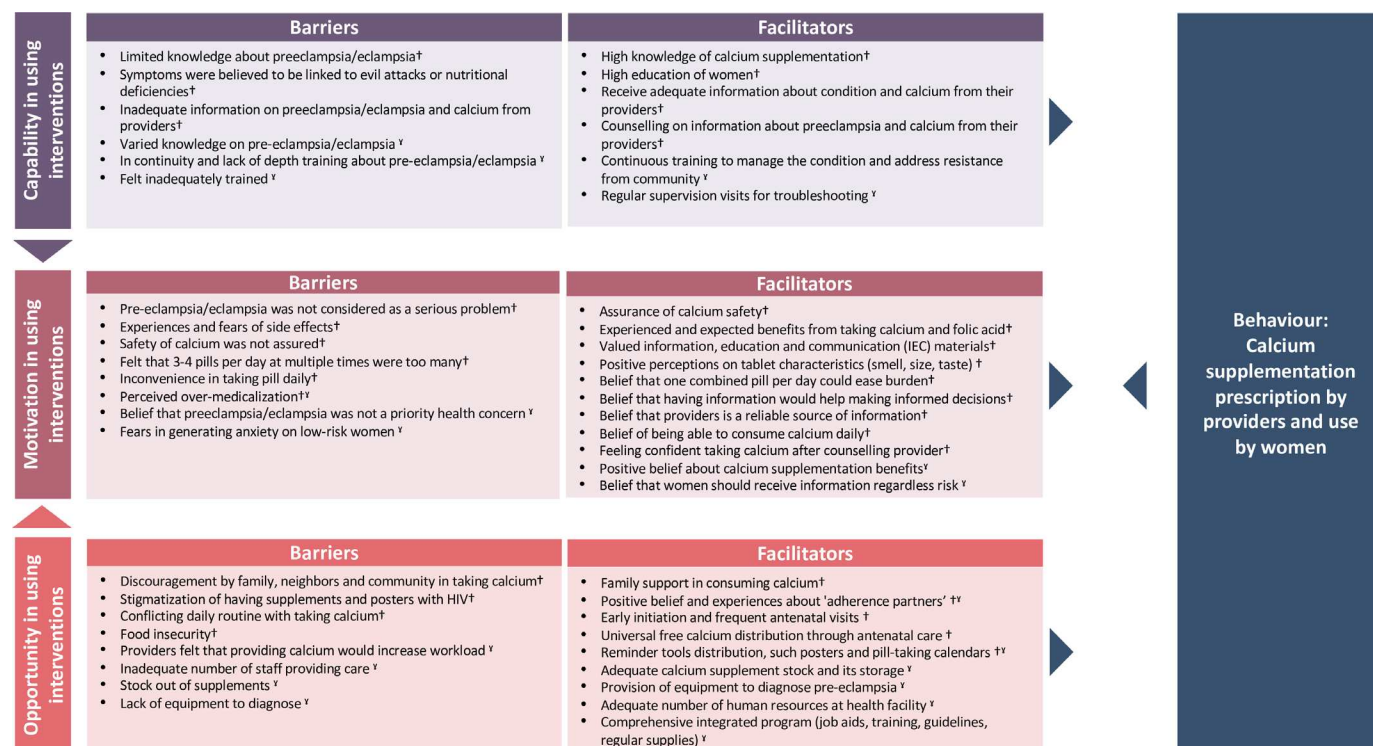 Capability in using
interventions
Barriers
• Limited knowledge about preeclampsia/eclampsia†
• Symptoms were believed to be linked to evil attacks or nutritional
deficiencies†
• Inadequate information on preeclampsia/eclampsia and calcium from
providers†
• Varied knowledge on pre-eclampsia/eclampsia ¥
• In continuity and lack of depth training about pre-eclampsia/eclampsia ¥
• Felt inadequately trained ¥
Facilitators
• High knowledge of calcium supplementation†
• High education of women†
• Receive adequate information about condition and calcium from their
providers†
• Counselling on information about preeclampsia and calcium from their
providers†
• Continuous training to manage the condition and address resistance
from community ¥
• Regular supervision visits for troubleshooting ¥
Motivation in using
interventions
Barriers
• Pre-eclampsia/eclampsia was not considered as a serious problem†
• Experiences and fears of side effects†
• Safety of calcium was not assured†
• Felt that 3-4 pills per day at multiple times were too many†
• Inconvenience in taking pill daily†
• Perceived over-medicalization†¥
• Belief that preeclampsia/eclampsia was not a priority health concern ¥
• Fears in generating anxiety on low-risk women ¥
Facilitators
• Assurance of calcium safety†
• Experienced and expected benefits from taking calcium and folic acid†
• Valued information, education and communication (IEC) materials†
• Positive perceptions on tablet characteristics (smell, size, taste) †
• Belief that one combined pill per day could ease burden†
• Belief that having information would help making informed decisions†
• Belief that providers is a reliable source of information†
• Belief of being able to consume calcium daily†
• Feeling confident taking calcium after counselling provider†
• Positive belief about calcium supplementation benefits¥
• Belief that women should receive information regardless risk ¥
Opportunity in using
interventions
Barriers
• Discouragement by family, neighbors and community in taking calcium†
• Stigmatization of having supplements and posters with HIV†
• Conflicting daily routine with taking calcium†
• Food insecurity†
• Providers felt that providing calcium would increase workload ¥
• Inadequate number of staff providing care ¥
• Stock out of supplements ¥
• Lack of equipment to diagnose ¥
Facilitators
• Family support in consuming calcium†
• Positive belief and experiences about 'adherence partners’ †¥
• Early initiation and frequent antenatal visits †
• Universal free calcium distribution through antenatal care †
• Reminder tools distribution, such posters and pill-taking calendars †¥
• Adequate calcium supplement stock and its storage ¥
• Provision of equipment to diagnose pre-eclampsia ¥
• Adequate number of human resources at health facility ¥
• Comprehensive integrated program (job aids, training, guidelines,
regular supplies) ¥
Behaviour:
Calcium
supplementation
prescription by
providers and use
by women